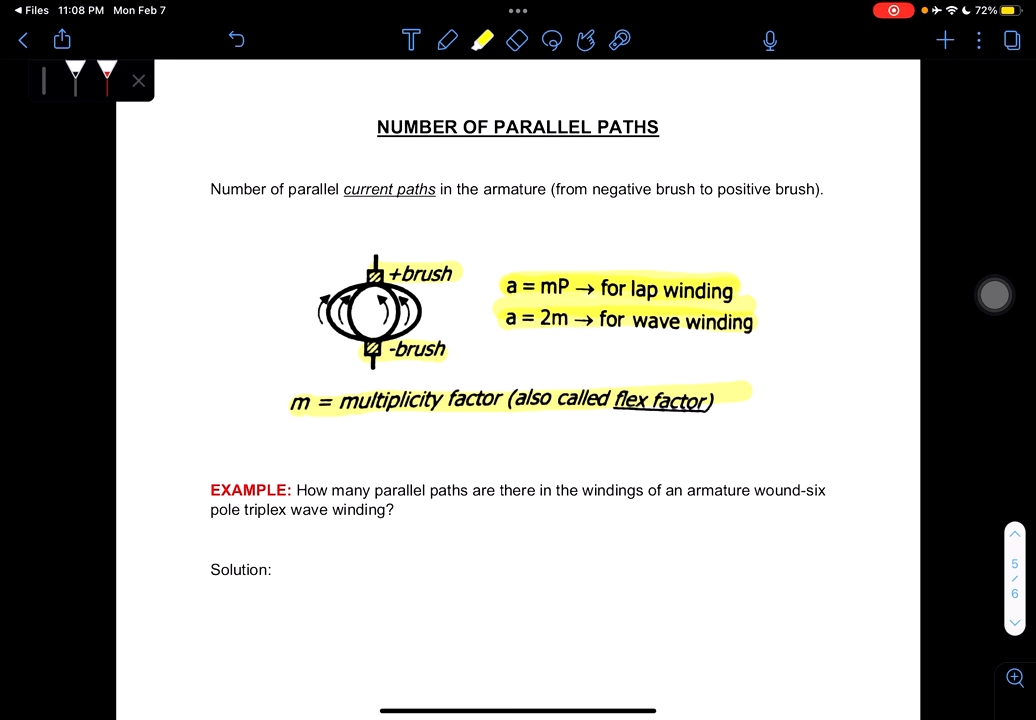 Files 11:08 PM Mon Feb 7
72%
NUMBER OF PARALLEL PATHS
Number of parallel current paths in the armature (from negative brush to positive brush).
+brush
a = mP → for lap winding
a = 2m → for wave winding
-brush
m = multiplicity factor (also called flex factor)
EXAMPLE: How many parallel paths are there in the windings of an armature wound-six
pole triplex wave winding?
Solution:
5
/
6